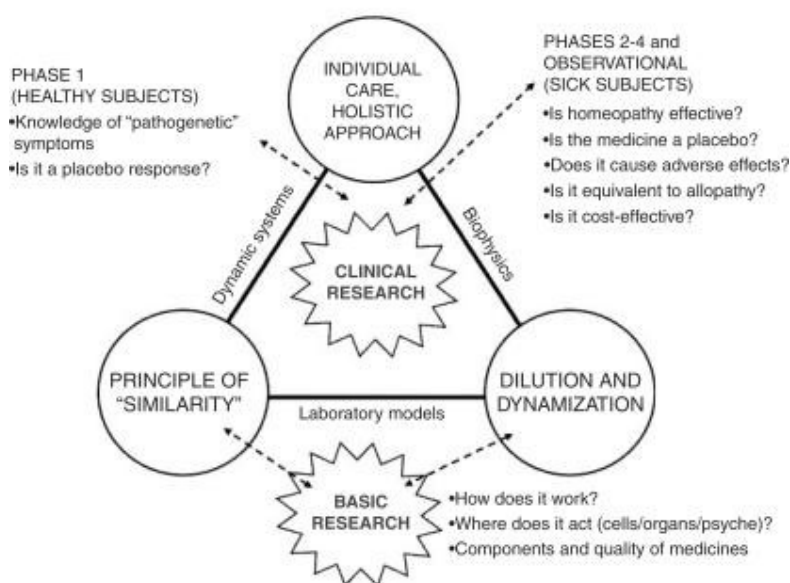 PHASE 1
(HEALTHY SUBJECTS)
•Knowledge of “pathogenetic”
symptoms
•Is it a placebo response?
INDIVIDUAL
CARE,
HOLISTIC
APPROACH
PHASES 2-4 and
OBSERVATIONAL
(SICK SUBJECTS)
•Is homeopathy effective?
•Is the medicine a placebo?
•Does it cause adverse effects?
•Is it equivalent to allopathy?
•Is it cost-effective?
Dynamic systems
Biophysics
CLINICAL
RESEARCH
PRINCIPLE OF
“SIMILARITY”
DILUTION AND
DYNAMIZATION
Laboratory models
BASIC
RESEARCH
•How does it work?
•Where does it act (cells/organs/psyche)?
•Components and quality of medicines